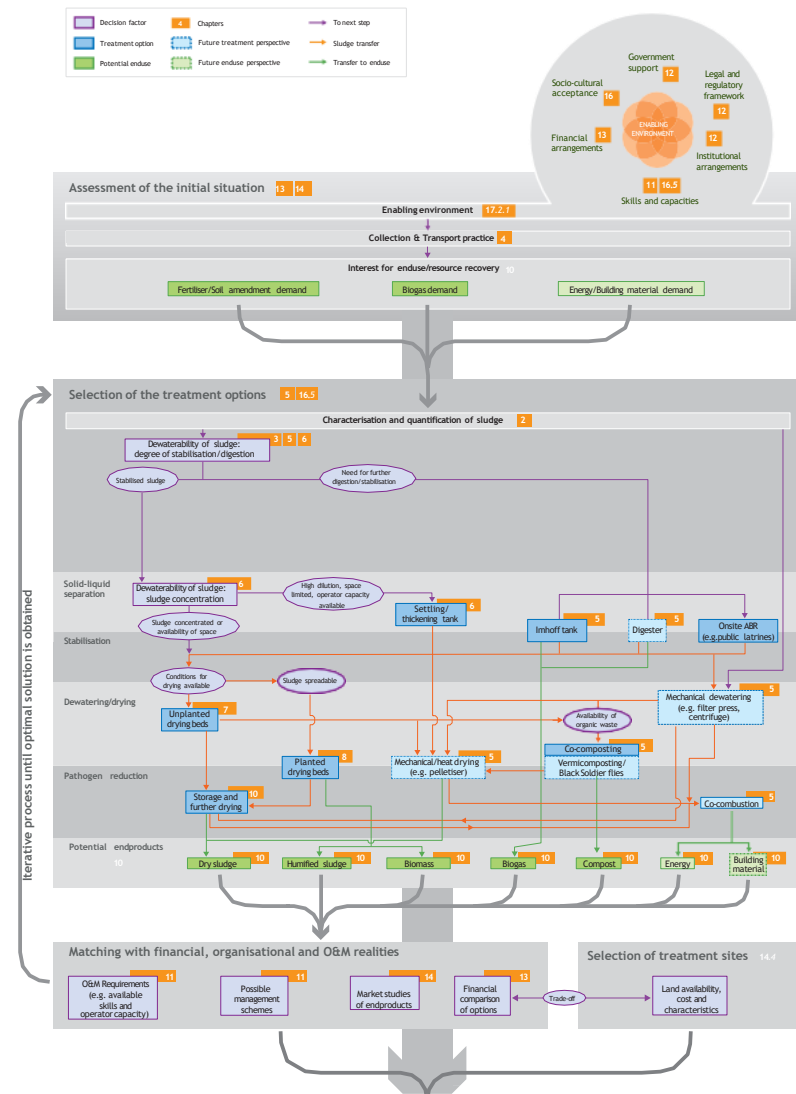 Decision factor
4
Chapters
To next step
Treatment option
Future treatment perspective
Sludge transfer
Potential enduse
Future enduse perspective
Transfer to enduse
Government
support
12
Socio-cultural
acceptance
16
Legal and
regulatory
framework
12
ENABLING
ENVIRONMENT
Financial
arrangements
13
12
Institutional
arrangements
11 16.5
Skills and capacities
Assessment of the initial situation 13 14
Enabling environment 17.2.1
Collection & Transport practice 4
Interest for enduse/resource recovery 10
Fertiliser/Soil amendment demand
Biogas demand
Energy/Building material demand
Iterative process until optimal solution is obtained
Selection of the treatment options 5 16.5
Characterisation and quantification of sludge 2
Dewaterability of sludge:
degree of stabilisation/digestion
3 5 6
Stabilised sludge
Need for further
digestion/stabilisation
Solid-liquid
separation
Dewaterability of sludge:
sludge concentration
6
High dilution, space
limited, operator capacity
available
Settling/
thickening tank
6
Sludge concentrated or
availability of space
Imhoff tank
5
Digester
5
Onsite ABR
(e.g.public latrines)
5
Stabilisation
Conditions for
drying available
Sludge spreadable
Dewatering/drying
Unplanted
drying beds
7
Availability of
organic waste
Mechanical dewatering
(e.g. filter press,
centrifuge)
5
Planted
drying beds
8
Mechanical/heat drying
(e.g. pelletiser)
5
Co-composting
5
Vermicomposting/
Black Soldier flies
Pathogen reduction
Storage and
further drying
10
Co-combustion
5
Potential endproducts
10
Dry sludge
10
Humified sludge
10
Biomass
10
Biogas
10
Compost
10
Energy
10
Building
material
10
Matching with financial, organisational and O&M realities
O&M Requirements
(e.g. available
skills and
operator capacity)
11
Possible
management
schemes
11
Market studies
of endproducts
14
Financial
comparison
of options
13
Trade-off
Selection of treatment sites 14.4
Land availability,
cost and
characteristics